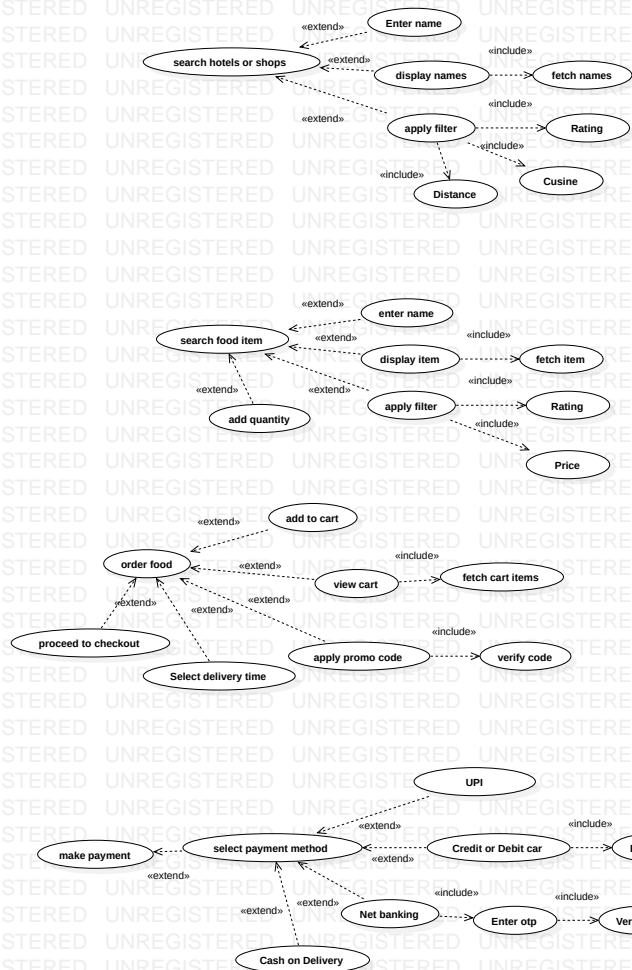 Enter name
«extend»
search hotels or shops
«extend»
display names
«include»
fetch names
«extend»
apply filter
«include»
Rating
«include»
Cusine
«include»
Distance
«extend»
enter name
search food item
«extend»
display item
«include»
fetch item
«extend»
«extend»
add quantity
apply filter
«include»
Rating
«include»
Price
add to cart
«extend»
order food
«extend»
view cart
«include»
fetch cart items
«extend»
«extend»
«extend»
proceed to checkout
Select delivery time
apply promo code
«include»
verify code
UPI
«extend»
make payment
«extend»
select payment method
«extend»
Credit or Debit car
«include»
«extend»
«extend»
Net banking
«include»
Enter otp
«include»
Ver
Cash on Delivery
UNREGISTERED